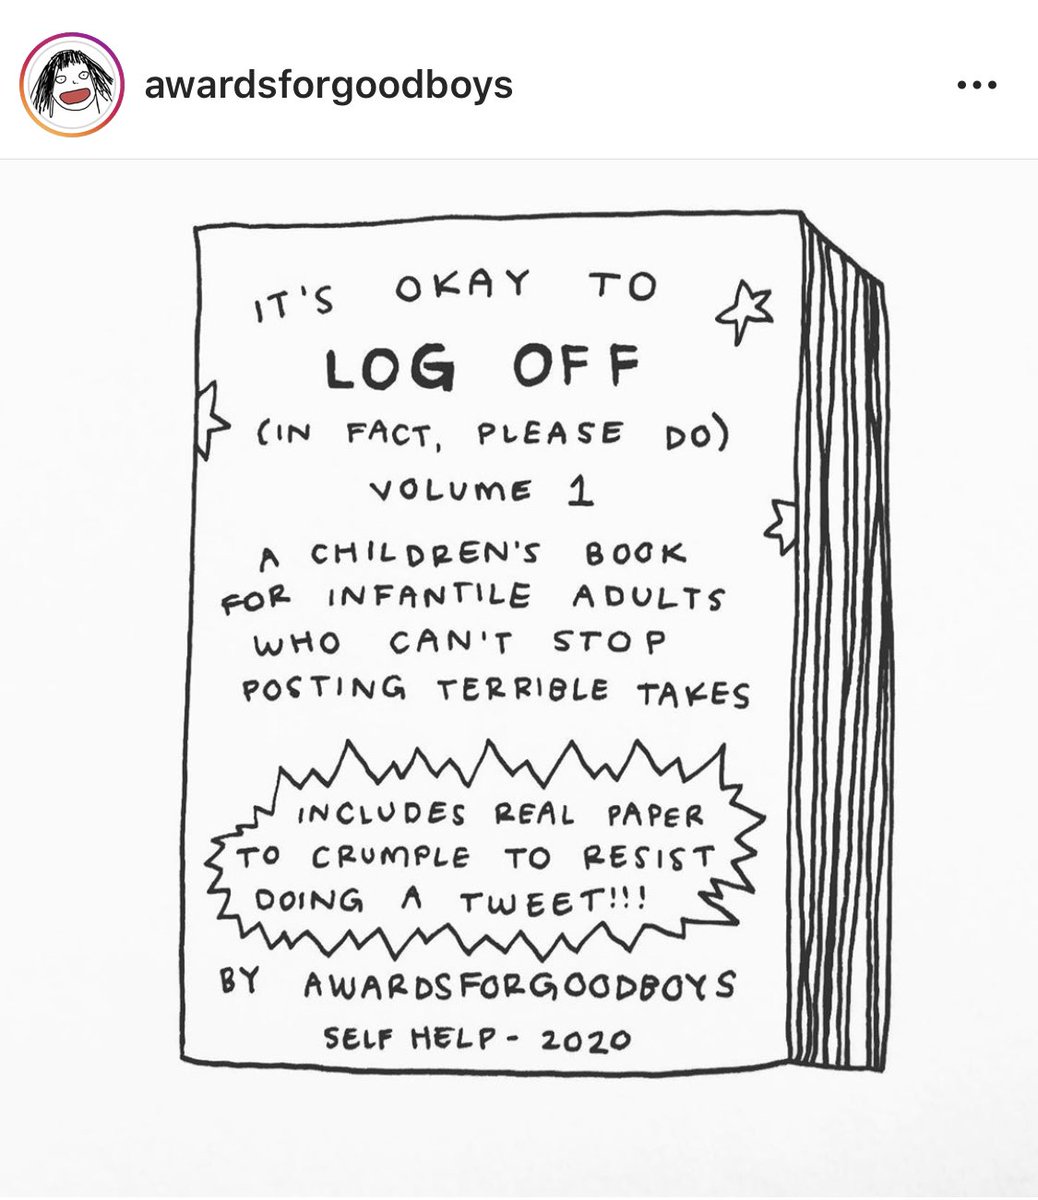 awardsforgoodboys
IT'S OKAY TO
LOG OFF
(IN FACT, PLEASE DO)
VOLUME 1
A CHILDREN'S BOOK
FOR INFANTILE ADULTS
WHO CAN'T STOP
POSTING TERRIBLE TAKES
INCLUDES REAL PAPER
TO CRUMPLE TO RESIST
DOING A TWEET!!!
BY AWARDSFORGOODBOYS
SELF HELP - 2020